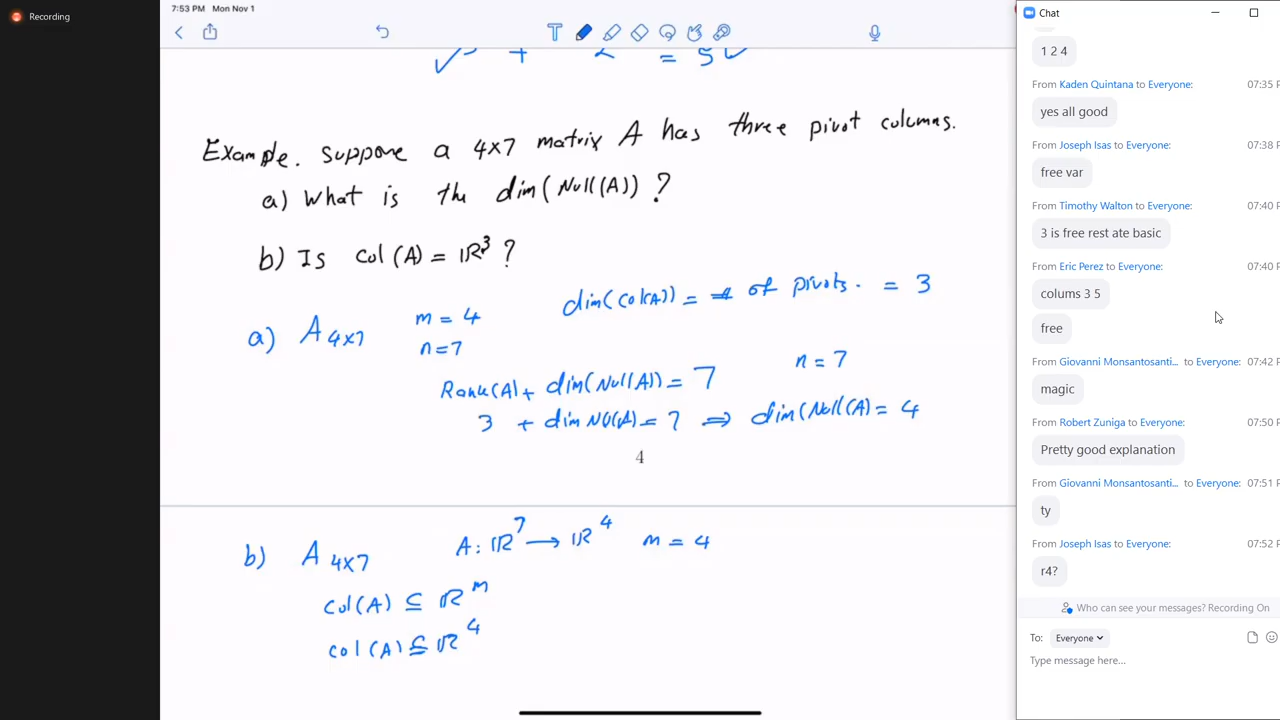 Recording
7:53 PM Mon Nov 1
+ = 5
Example. Suppose a 4x7 matrix A has three pivot columns.
a) What is the dim(Null(A))?
b) Is Col(A) = ℝ³ ?
dim(Col(A)) = # of pivots. = 3
a) A 4x7 m = 4
n = 7
n = 7
Rank(A) + dim(Null(A)) = 7
3 + dim Nul(A) = 7 ⇒ dim(Null(A) = 4
4
b) A 4x7 A: ℝ⁷ → ℝ⁴ m = 4
Col(A) ⊆ ℝᵐ
Col(A) ⊆ ℝ⁴
Chat
1 2 4
From Kaden Quintana to Everyone: 07:35
yes all good
From Joseph Isas to Everyone: 07:38
free var
From Timothy Walton to Everyone: 07:40
3 is free rest ate basic
From Eric Perez to Everyone: 07:40
colums 3 5
free
From Giovanni Monsantosanti... to Everyone: 07:42
magic
From Robert Zuniga to Everyone: 07:50
Pretty good explanation
From Giovanni Monsantosanti... to Everyone: 07:51
ty
From Joseph Isas to Everyone: 07:52
r4?
Who can see your messages? Recording On
To: Everyone
Type message here...